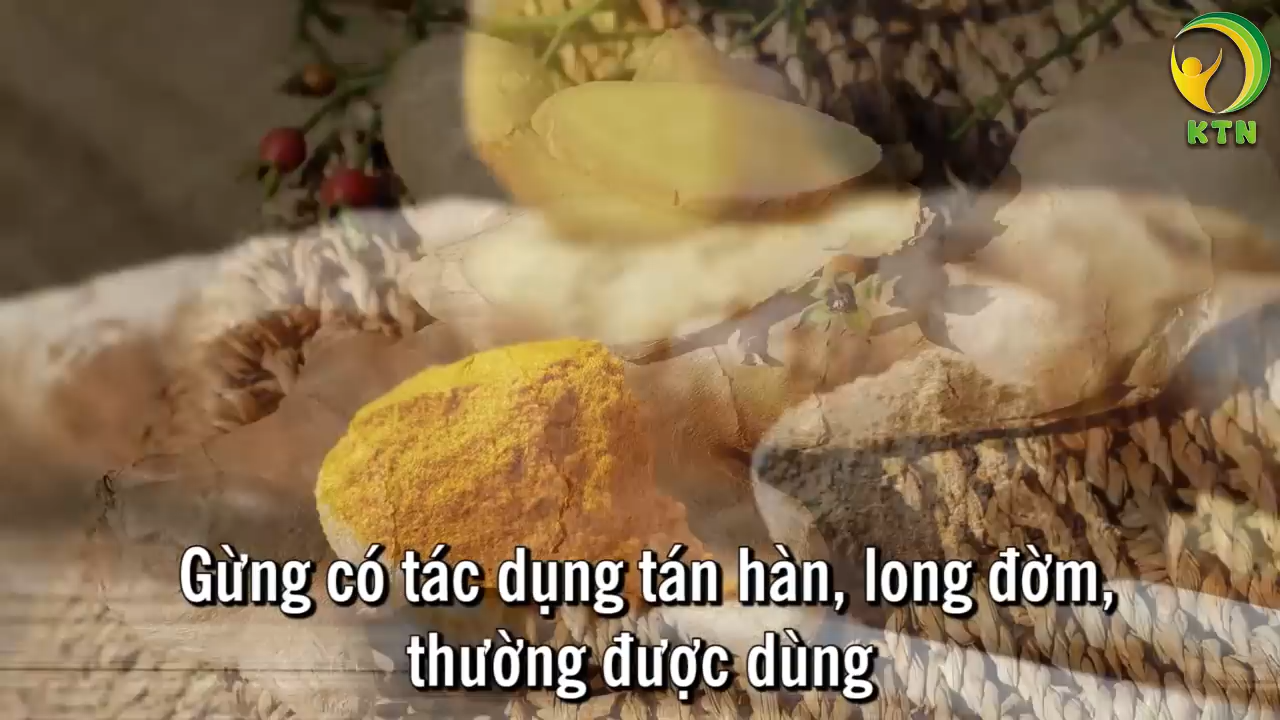 KTN
Gừng có tác dụng tán hàn, long đờm,
thường được dùng